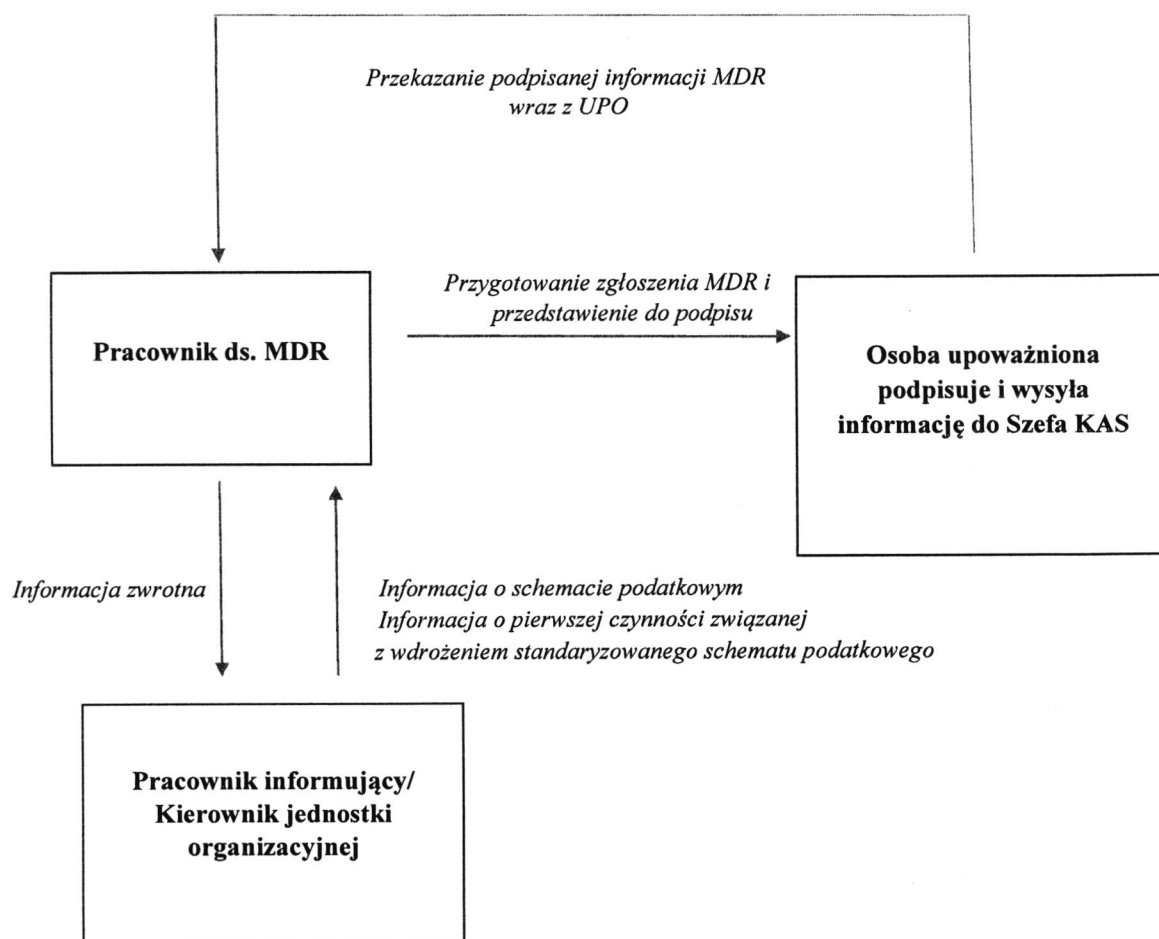 Przekazanie podpisanej informacji MDR
wraz z UPO
Przygotowanie zgłoszenia MDR i
przedstawienie do podpisu
Pracownik ds. MDR
Osoba upoważniona
podpisuje i wysyła
informację do Szefa KAS
Informacja zwrotna
Informacja o schemacie podatkowym
Informacja o pierwszej czynności związanej
z wdrożeniem standaryzowanego schematu podatkowego
Pracownik informujący/
Kierownik jednostki
organizacyjnej